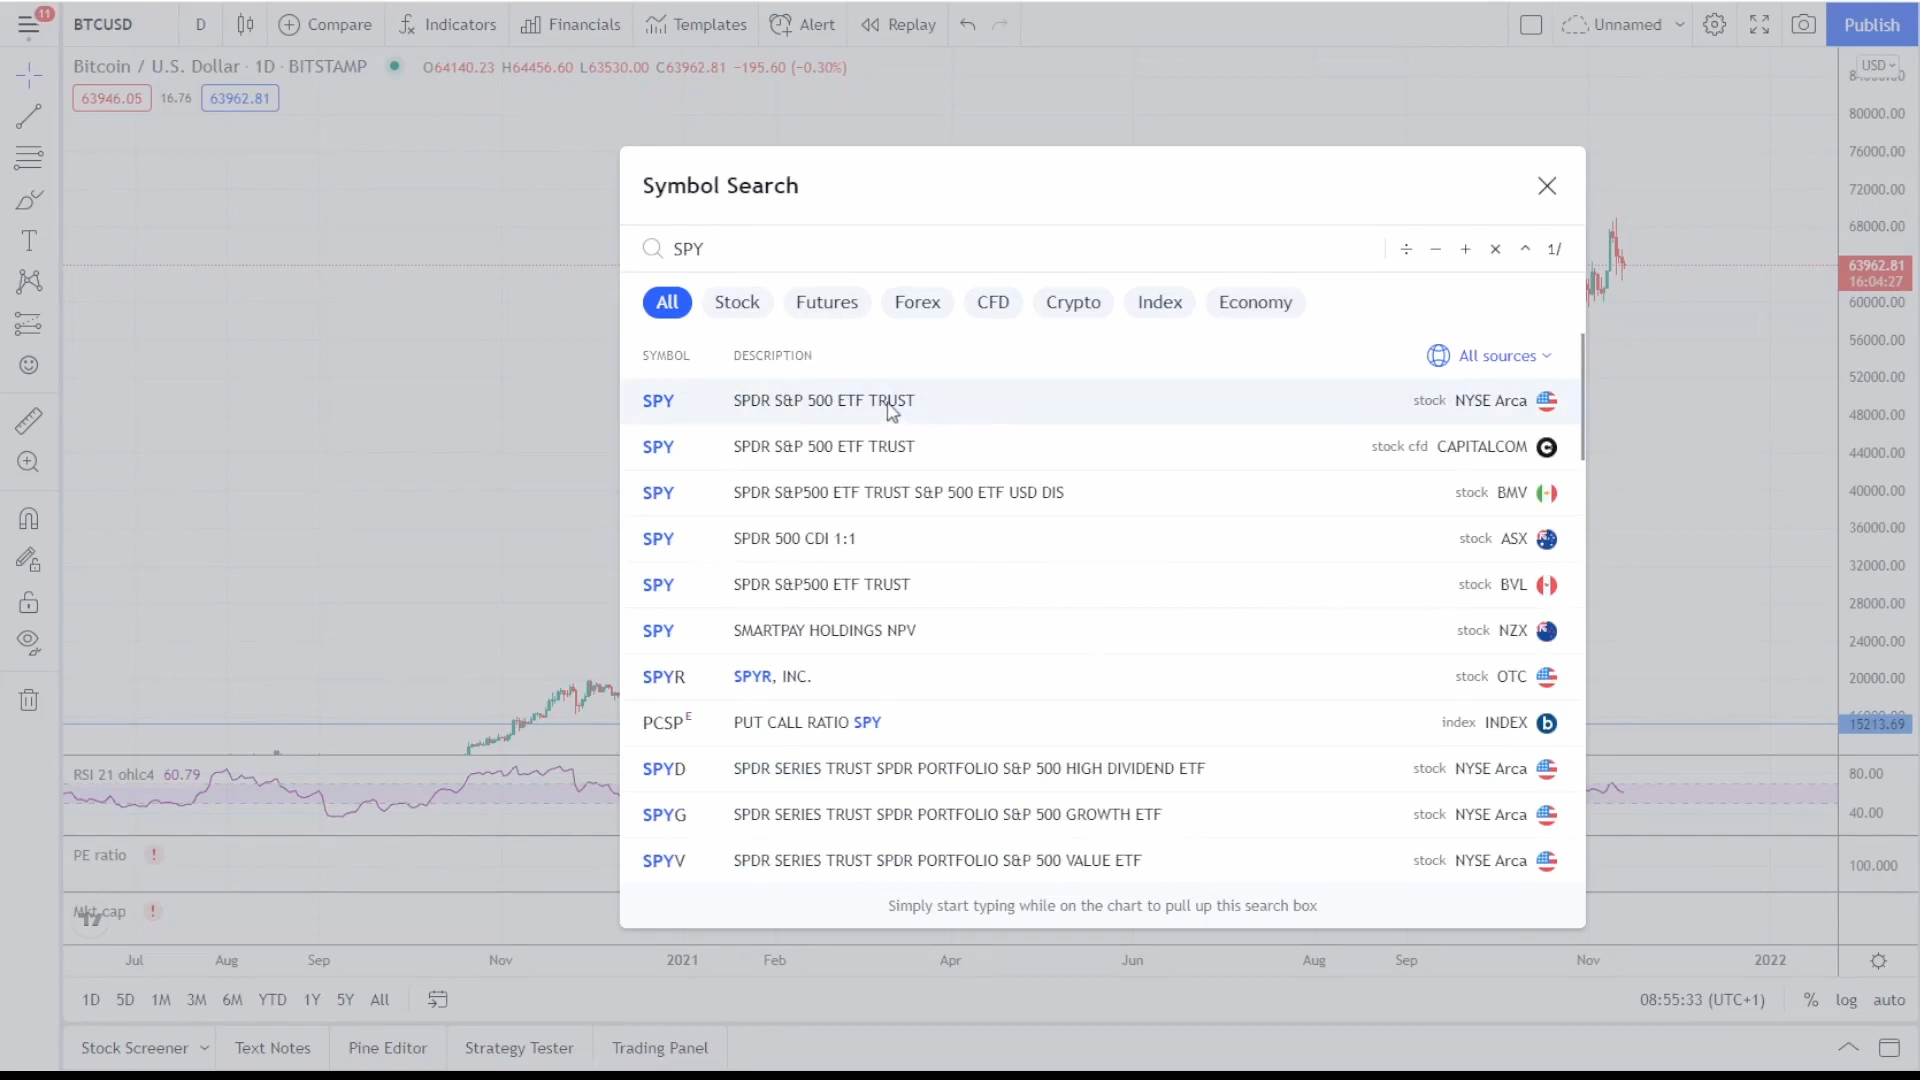 11
BTCUSD D Compare Indicators Financials Templates Alert Replay Unnamed Publish
Bitcoin / U.S. Dollar · 1D · BITSTAMP O64140.23 H64456.60 L63530.00 C63962.81 −195.60 (−0.30%)
USD
63946.05 16.76 63962.81
80000.00
76000.00
72000.00
68000.00
63962.81
16:04:27
60000.00
56000.00
52000.00
48000.00
44000.00
40000.00
36000.00
32000.00
28000.00
24000.00
20000.00
15213.69
Symbol Search
SPY ÷ − + × ^ 1/
All Stock Futures Forex CFD Crypto Index Economy
SYMBOL DESCRIPTION All sources
SPY SPDR S&P 500 ETF TRUST stock NYSE Arca
SPY SPDR S&P 500 ETF TRUST stock cfd CAPITALCOM
SPY SPDR S&P500 ETF TRUST S&P 500 ETF USD DIS stock BMV
SPY SPDR 500 CDI 1:1 stock ASX
SPY SPDR S&P500 ETF TRUST stock BVL
SPY SMARTPAY HOLDINGS NPV stock NZX
SPYR SPYR, INC. stock OTC
PCSP E PUT CALL RATIO SPY index INDEX b
SPYD SPDR SERIES TRUST SPDR PORTFOLIO S&P 500 HIGH DIVIDEND ETF stock NYSE Arca
SPYG SPDR SERIES TRUST SPDR PORTFOLIO S&P 500 GROWTH ETF stock NYSE Arca
SPYV SPDR SERIES TRUST SPDR PORTFOLIO S&P 500 VALUE ETF stock NYSE Arca
Simply start typing while on the chart to pull up this search box
RSI 21 ohlc4 60.79
80.00
40.00
PE ratio !
100.000
Mkt cap !
Jul Aug Sep Nov 2021 Feb Apr Jun Aug Sep Nov 2022
1D 5D 1M 3M 6M YTD 1Y 5Y All 08:55:33 (UTC+1) % log auto
Stock Screener Text Notes Pine Editor Strategy Tester Trading Panel